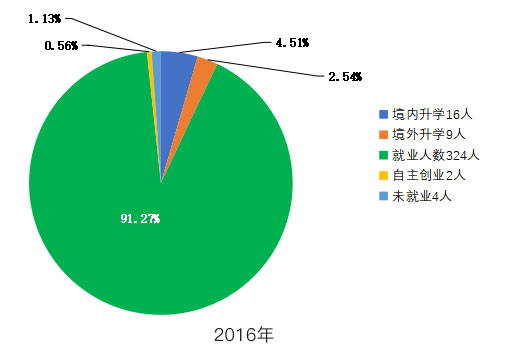 1.13%
0.56%
4.51%
2.54%
91.27%
境内升学16人
境外升学9人
就业人数324人
自主创业2人
未就业4人
2016年